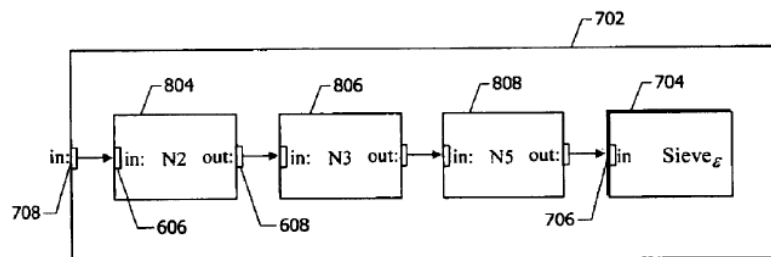 702
804
806
808
704
in:
in: N2 out:
in: N3 out:
in: N5 out:
in Sieveε
708
606
608
706